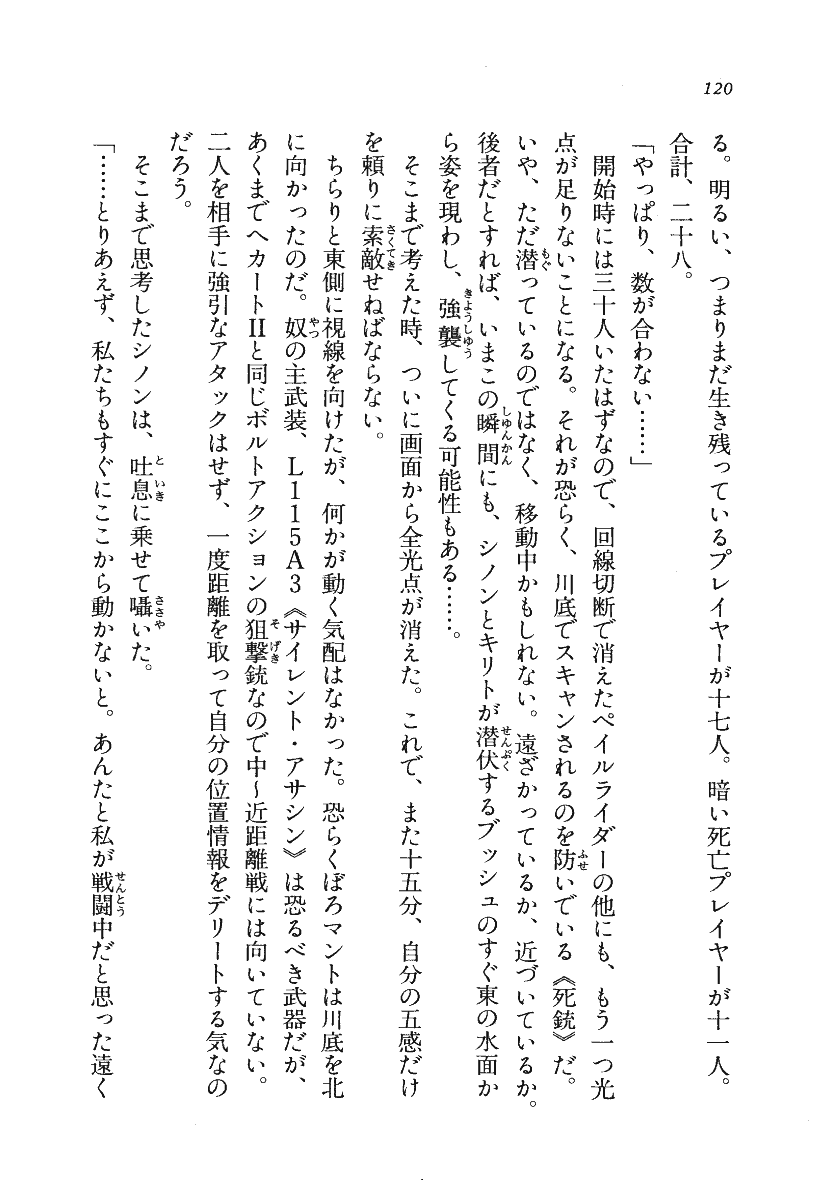 120
る。明るい、つまりまだ生き残っているプレイヤーが十七人。暗い死亡プレイヤーが十一人。
合計、二十八。
「やっぱり、数が合わない……」
開始時には三十人いたはずなので、回線切断で消えたペイルライダーの他にも、もう一つ光
点が足りないことになる。それが恐らく、川底でスキャンされるのを防いでいる《死銃》だ。
いや、ただ潜っているのではなく、移動中かもしれない。遠ざかっているか、近づいているか。
後者だとすれば、いまこの瞬間にも、シノンとキリトが潜伏するブッシュのすぐ東の水面か
ら姿を現わし、強襲してくる可能性もある……。
そこまで考えた時、ついに画面から全光点が消えた。これで、また十五分、自分の五感だけ
を頼りに索敵せねばならない。
ちらりと東側に視線を向けたが、何かが動く気配はなかった。恐らくぼろマントは川底を北
に向かったのだ。奴の主武装、L115A3《サイレント・アサシン》は恐るべき武器だが、
あくまでヘカートIIと同じボルトアクションの狙撃銃なので中～近距離戦には向いていない。
二人を相手に強引なアタックはせず、一度距離を取って自分の位置情報をデリートする気なの
だろう。
そこまで思考したシノンは、吐息に乗せて囁いた。
「……とりあえず、私たちもすぐにここから動かないと。あんたと私が戦闘中だと思った遠く